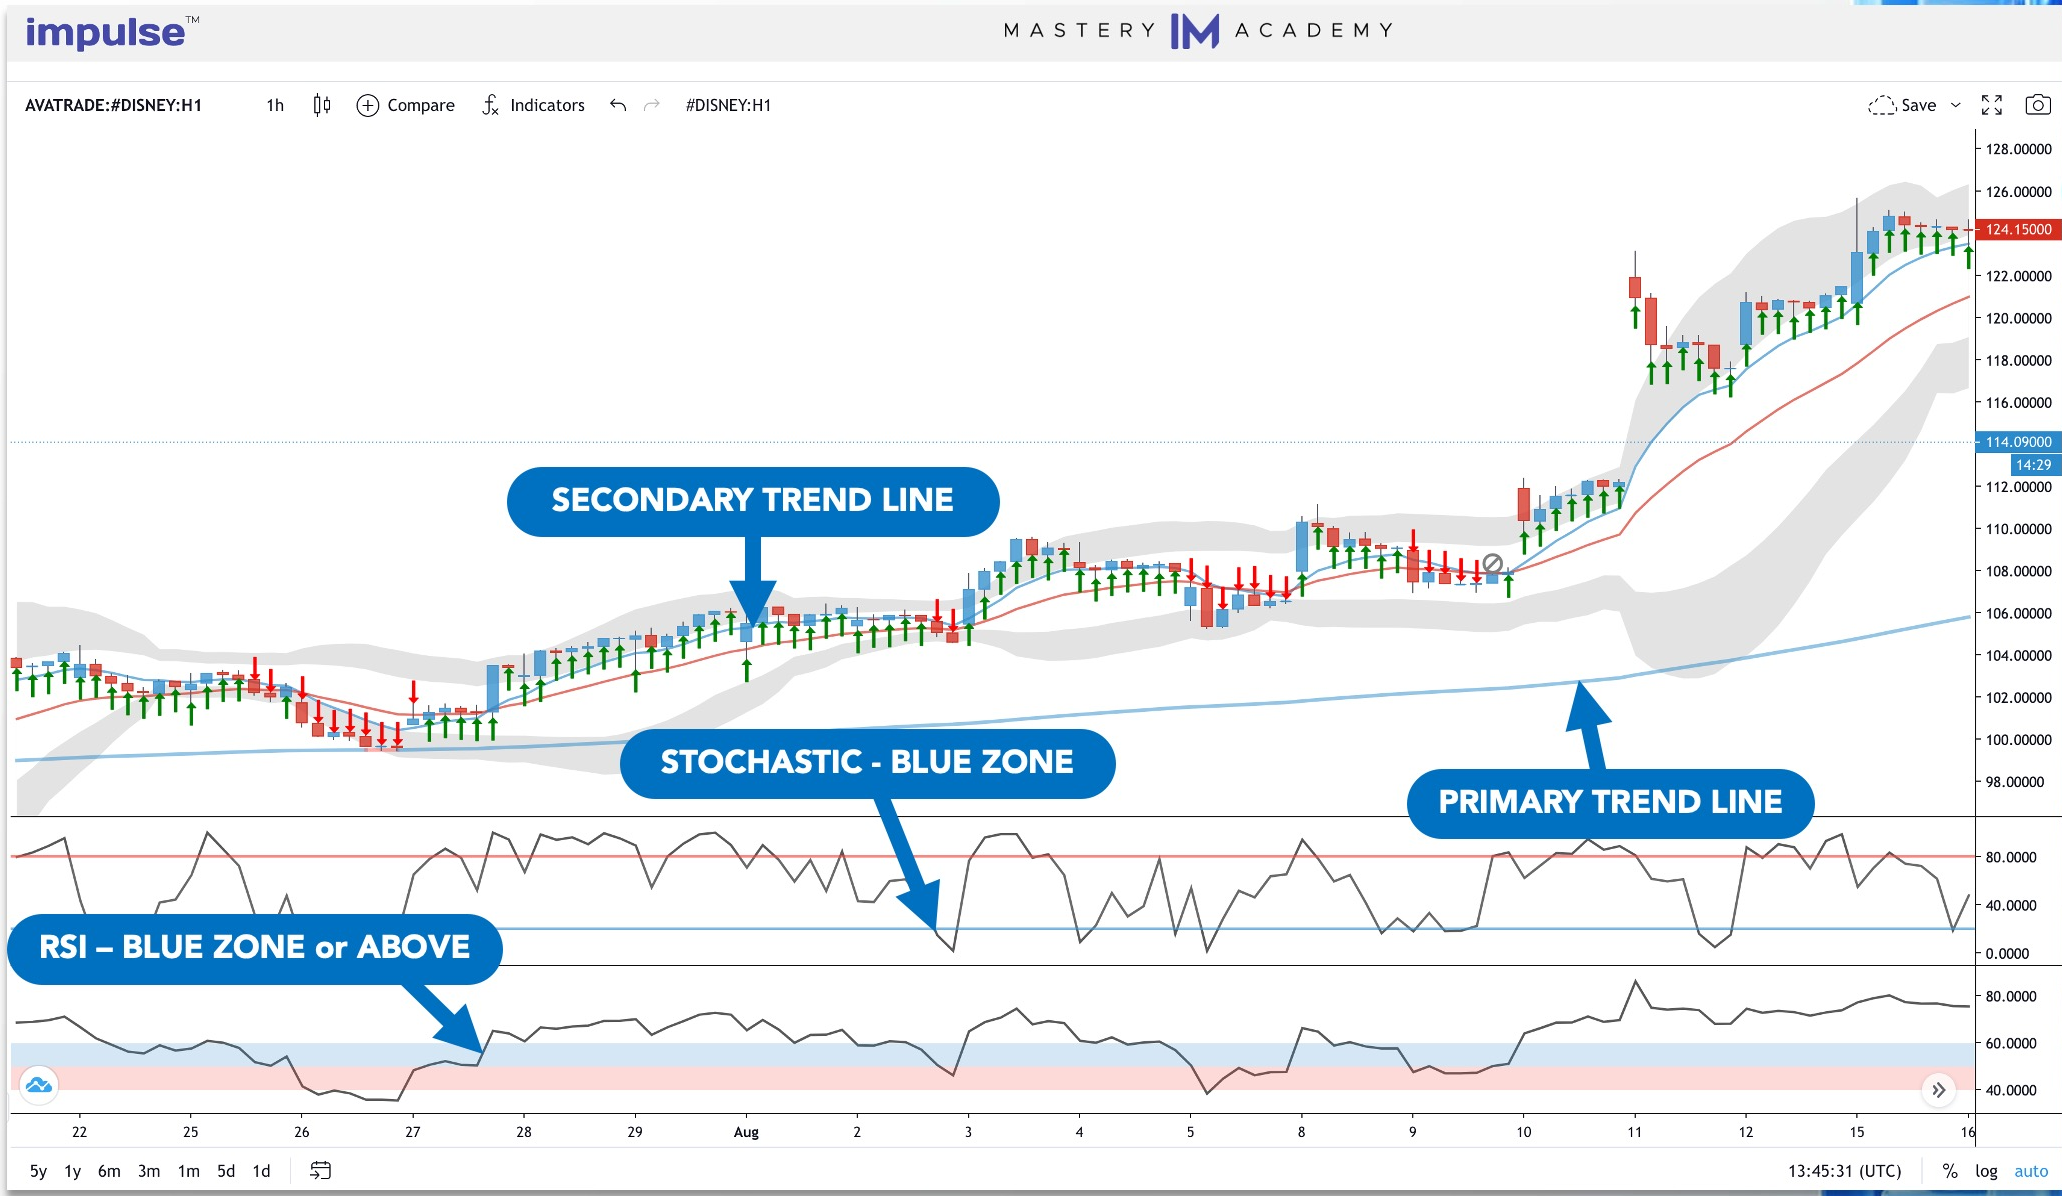 impulse™
MASTERY IM ACADEMY
AVATRADE:#DISNEY:H1 1h Compare Indicators #DISNEY:H1 Save
128.00000
126.00000
124.15000
122.00000
120.00000
118.00000
116.00000
114.09000
14:29
112.00000
110.00000
108.00000
106.00000
104.00000
102.00000
100.00000
98.00000
SECONDARY TREND LINE
STOCHASTIC - BLUE ZONE
PRIMARY TREND LINE
80.0000
40.0000
0.0000
RSI – BLUE ZONE or ABOVE
80.0000
60.0000
40.0000
22 25 26 27 28 29 Aug 2 3 4 5 8 9 10 11 12 15 16
5y 1y 6m 3m 1m 5d 1d 13:45:31 (UTC) % log auto